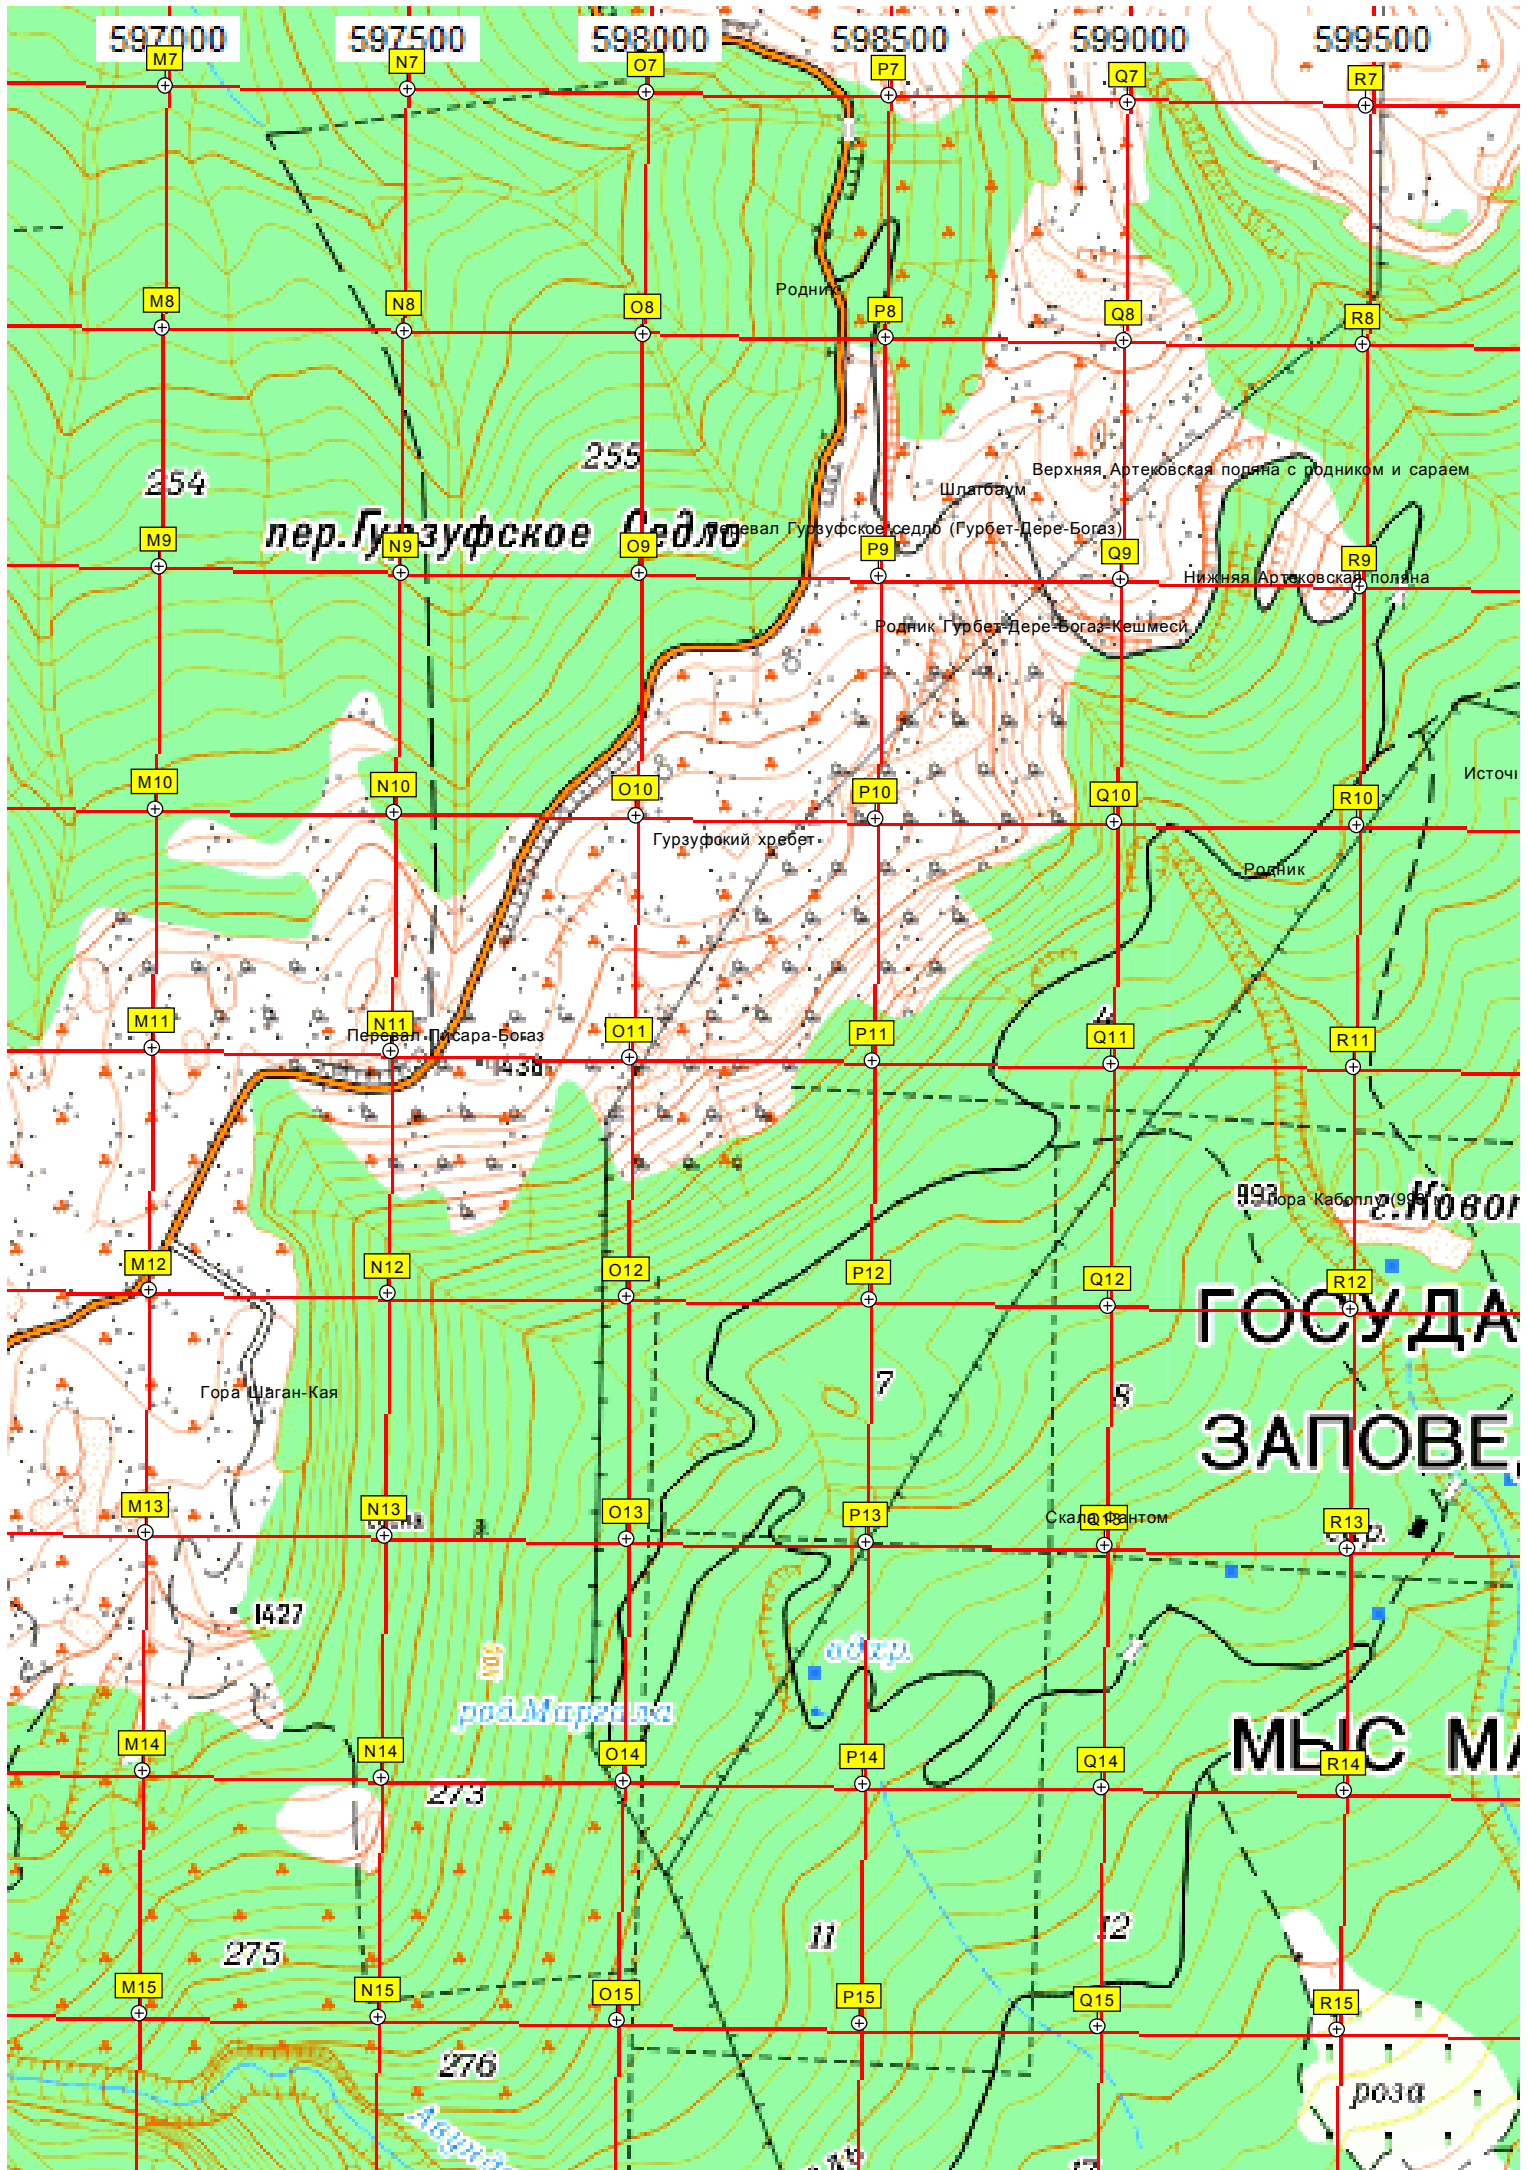 597000 597500 598000 598500 599000 599500
M7 N7 O7 P7 Q7 R7
Родник
M8 N8 O8 P8 Q8 R8
255
254
Верхняя Артековская поляна с родником и сараем
Шлагбаум
пер.Гурзуфское Седло
Перевал Гурзуфское седло (Гурбет-Дере-Богаз)
M9 N9 O9 P9 Q9 R9
Нижняя Артековская поляна
Родник Гурбет-Дере-Богаз-Кешмеси
M10 N10 O10 P10 Q10 R10
Гурзуфский хребет
Родник
M11 N11 O11 P11 Q11 R11
Перевал Писара-Богаз
1438
993
M12 N12 O12 P12 Q12 R12
ГОСУДА
7
8
Гора Шаган-Кая
ЗАПОВЕ
M13 N13 O13 P13 Q13 R13
Скала Фантом
1427
род.Маргала
МЫС МА
M14 N14 O14 P14 Q14 R14
273
11
12
275
M15 N15 O15 P15 Q15 R15
276
роза